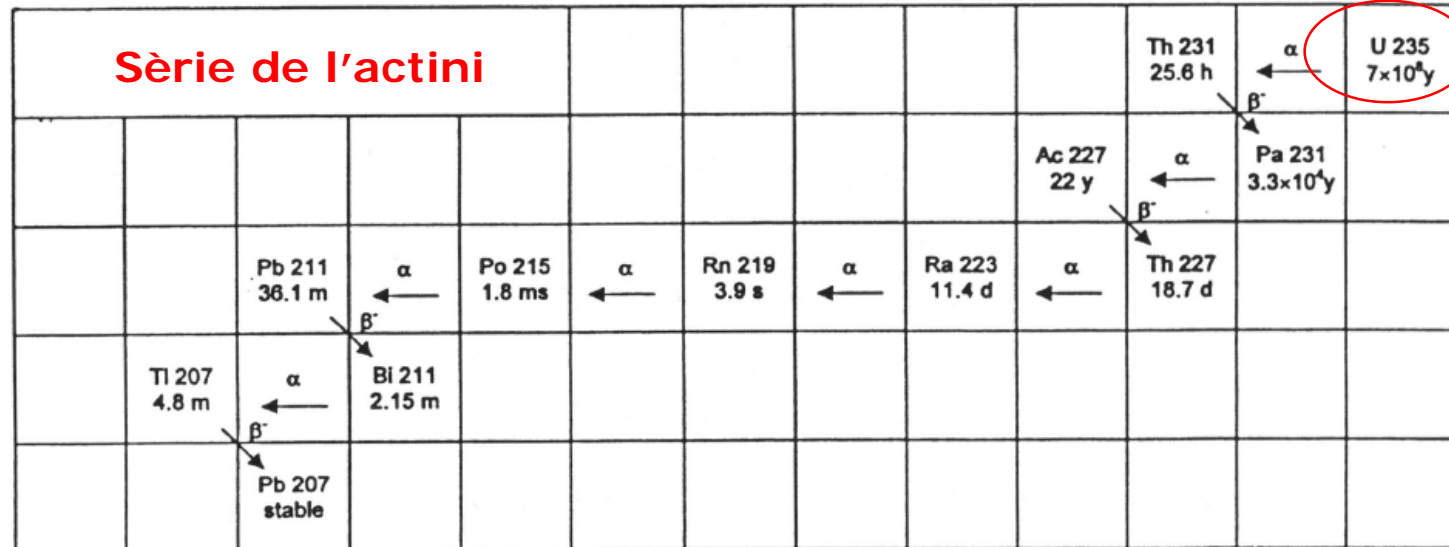 Sèrie de l'actini
Th 231
25.6 h
α
U 235
7×10⁸y
β⁻
Ac 227
22 y
α
Pa 231
3.3×10⁴y
β⁻
Pb 211
36.1 m
α
Po 215
1.8 ms
α
Rn 219
3.9 s
α
Ra 223
11.4 d
α
Th 227
18.7 d
β⁻
Tl 207
4.8 m
α
Bi 211
2.15 m
β⁻
Pb 207
stable